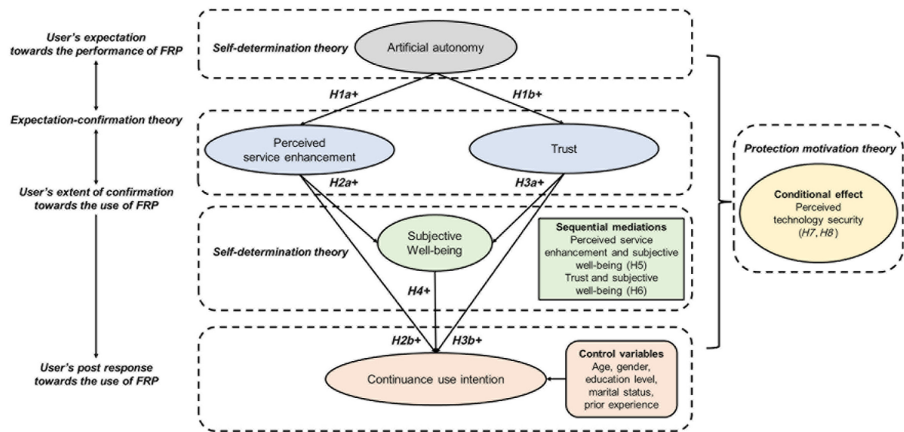 User's expectation
towards the performance of FRP
Expectation-confirmation theory
User's extent of confirmation
towards the use of FRP
User's post response
towards the use of FRP
Self-determination theory
Artificial autonomy
H1a+
H1b+
Perceived
service enhancement
Trust
H2a+
H3a+
Self-determination theory
Subjective
Well-being
Sequential mediations
Perceived service
enhancement and subjective
well-being (H5)
Trust and subjective
well-being (H6)
H4+
H2b+
H3b+
Continuance use intention
Control variables
Age, gender,
education level,
marital status,
prior experience
Protection motivation theory
Conditional effect
Perceived
technology security
(H7, H8)